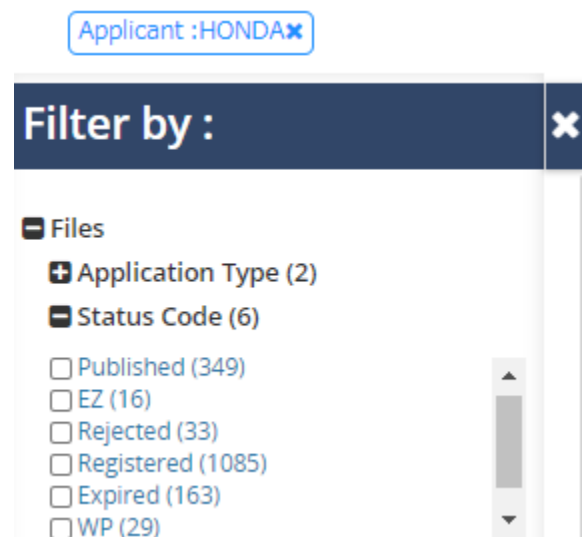 Applicant :HONDA✖
Filter by :
Files
Application Type (2)
Status Code (6)
Published (349)
EZ (16)
Rejected (33)
Registered (1085)
Expired (163)
WP (29)